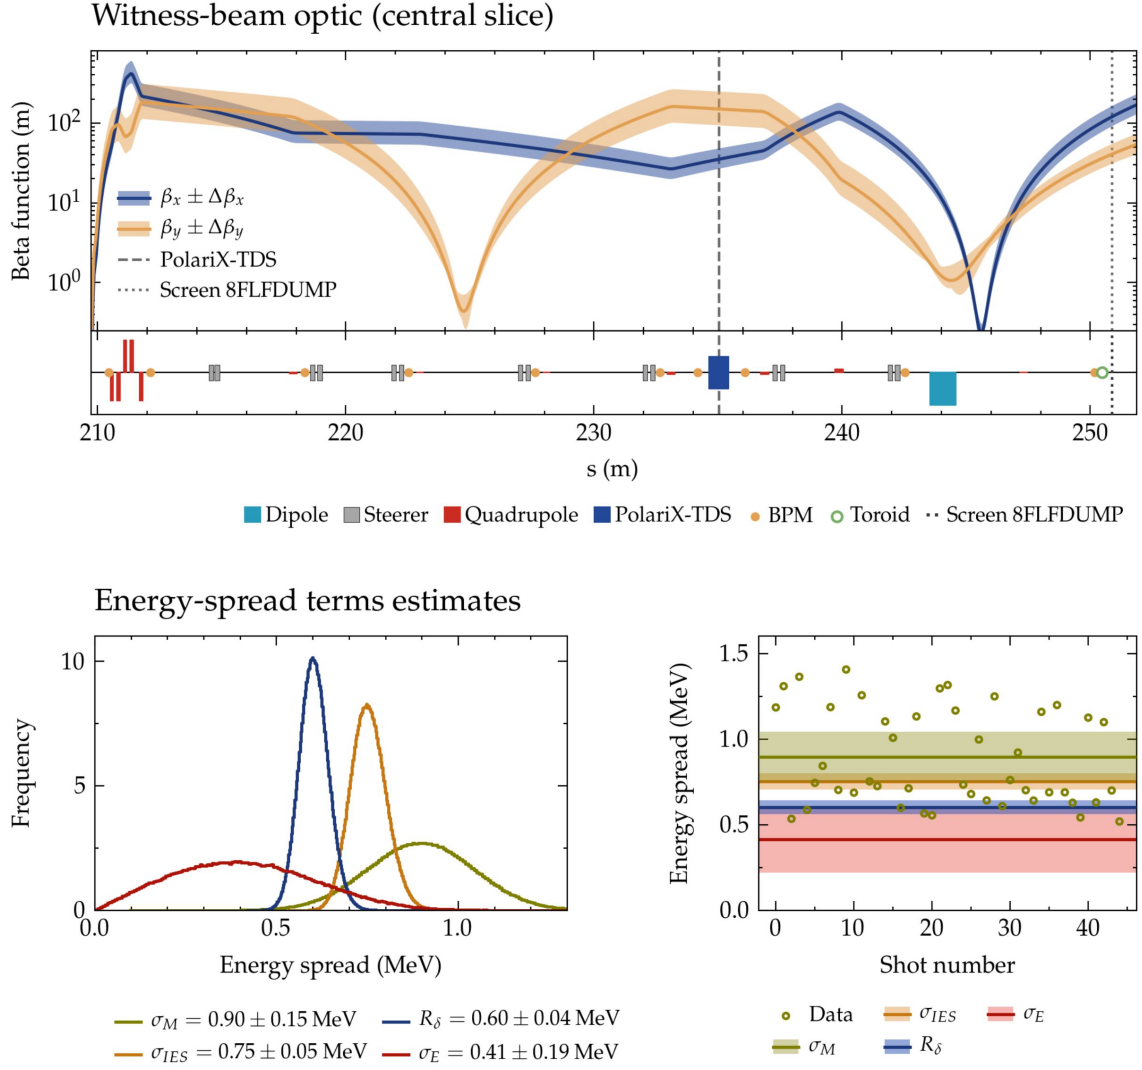 Witness-beam optic (central slice)
Beta function (m)
10²
10¹
10⁰
βx ± Δβx
βy ± Δβy
PolariX-TDS
Screen 8FLFDUMP
210 220 230 240 250
s (m)
Dipole Steerer Quadrupole PolariX-TDS BPM Toroid Screen 8FLFDUMP
Energy-spread terms estimates
Frequency
10
5
0
0.0 0.5 1.0
Energy spread (MeV)
σM = 0.90 ± 0.15 MeV Rδ = 0.60 ± 0.04 MeV
σIES = 0.75 ± 0.05 MeV σE = 0.41 ± 0.19 MeV
Energy spread (MeV)
1.5
1.0
0.5
0.0
0 10 20 30 40
Shot number
Data σIES σE
σM Rδ